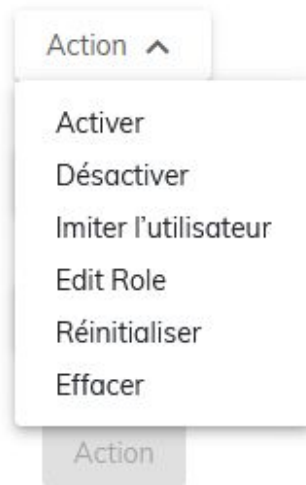 Action
Activer
Désactiver
Imiter l'utilisateur
Edit Role
Réinitialiser
Effacer
Action